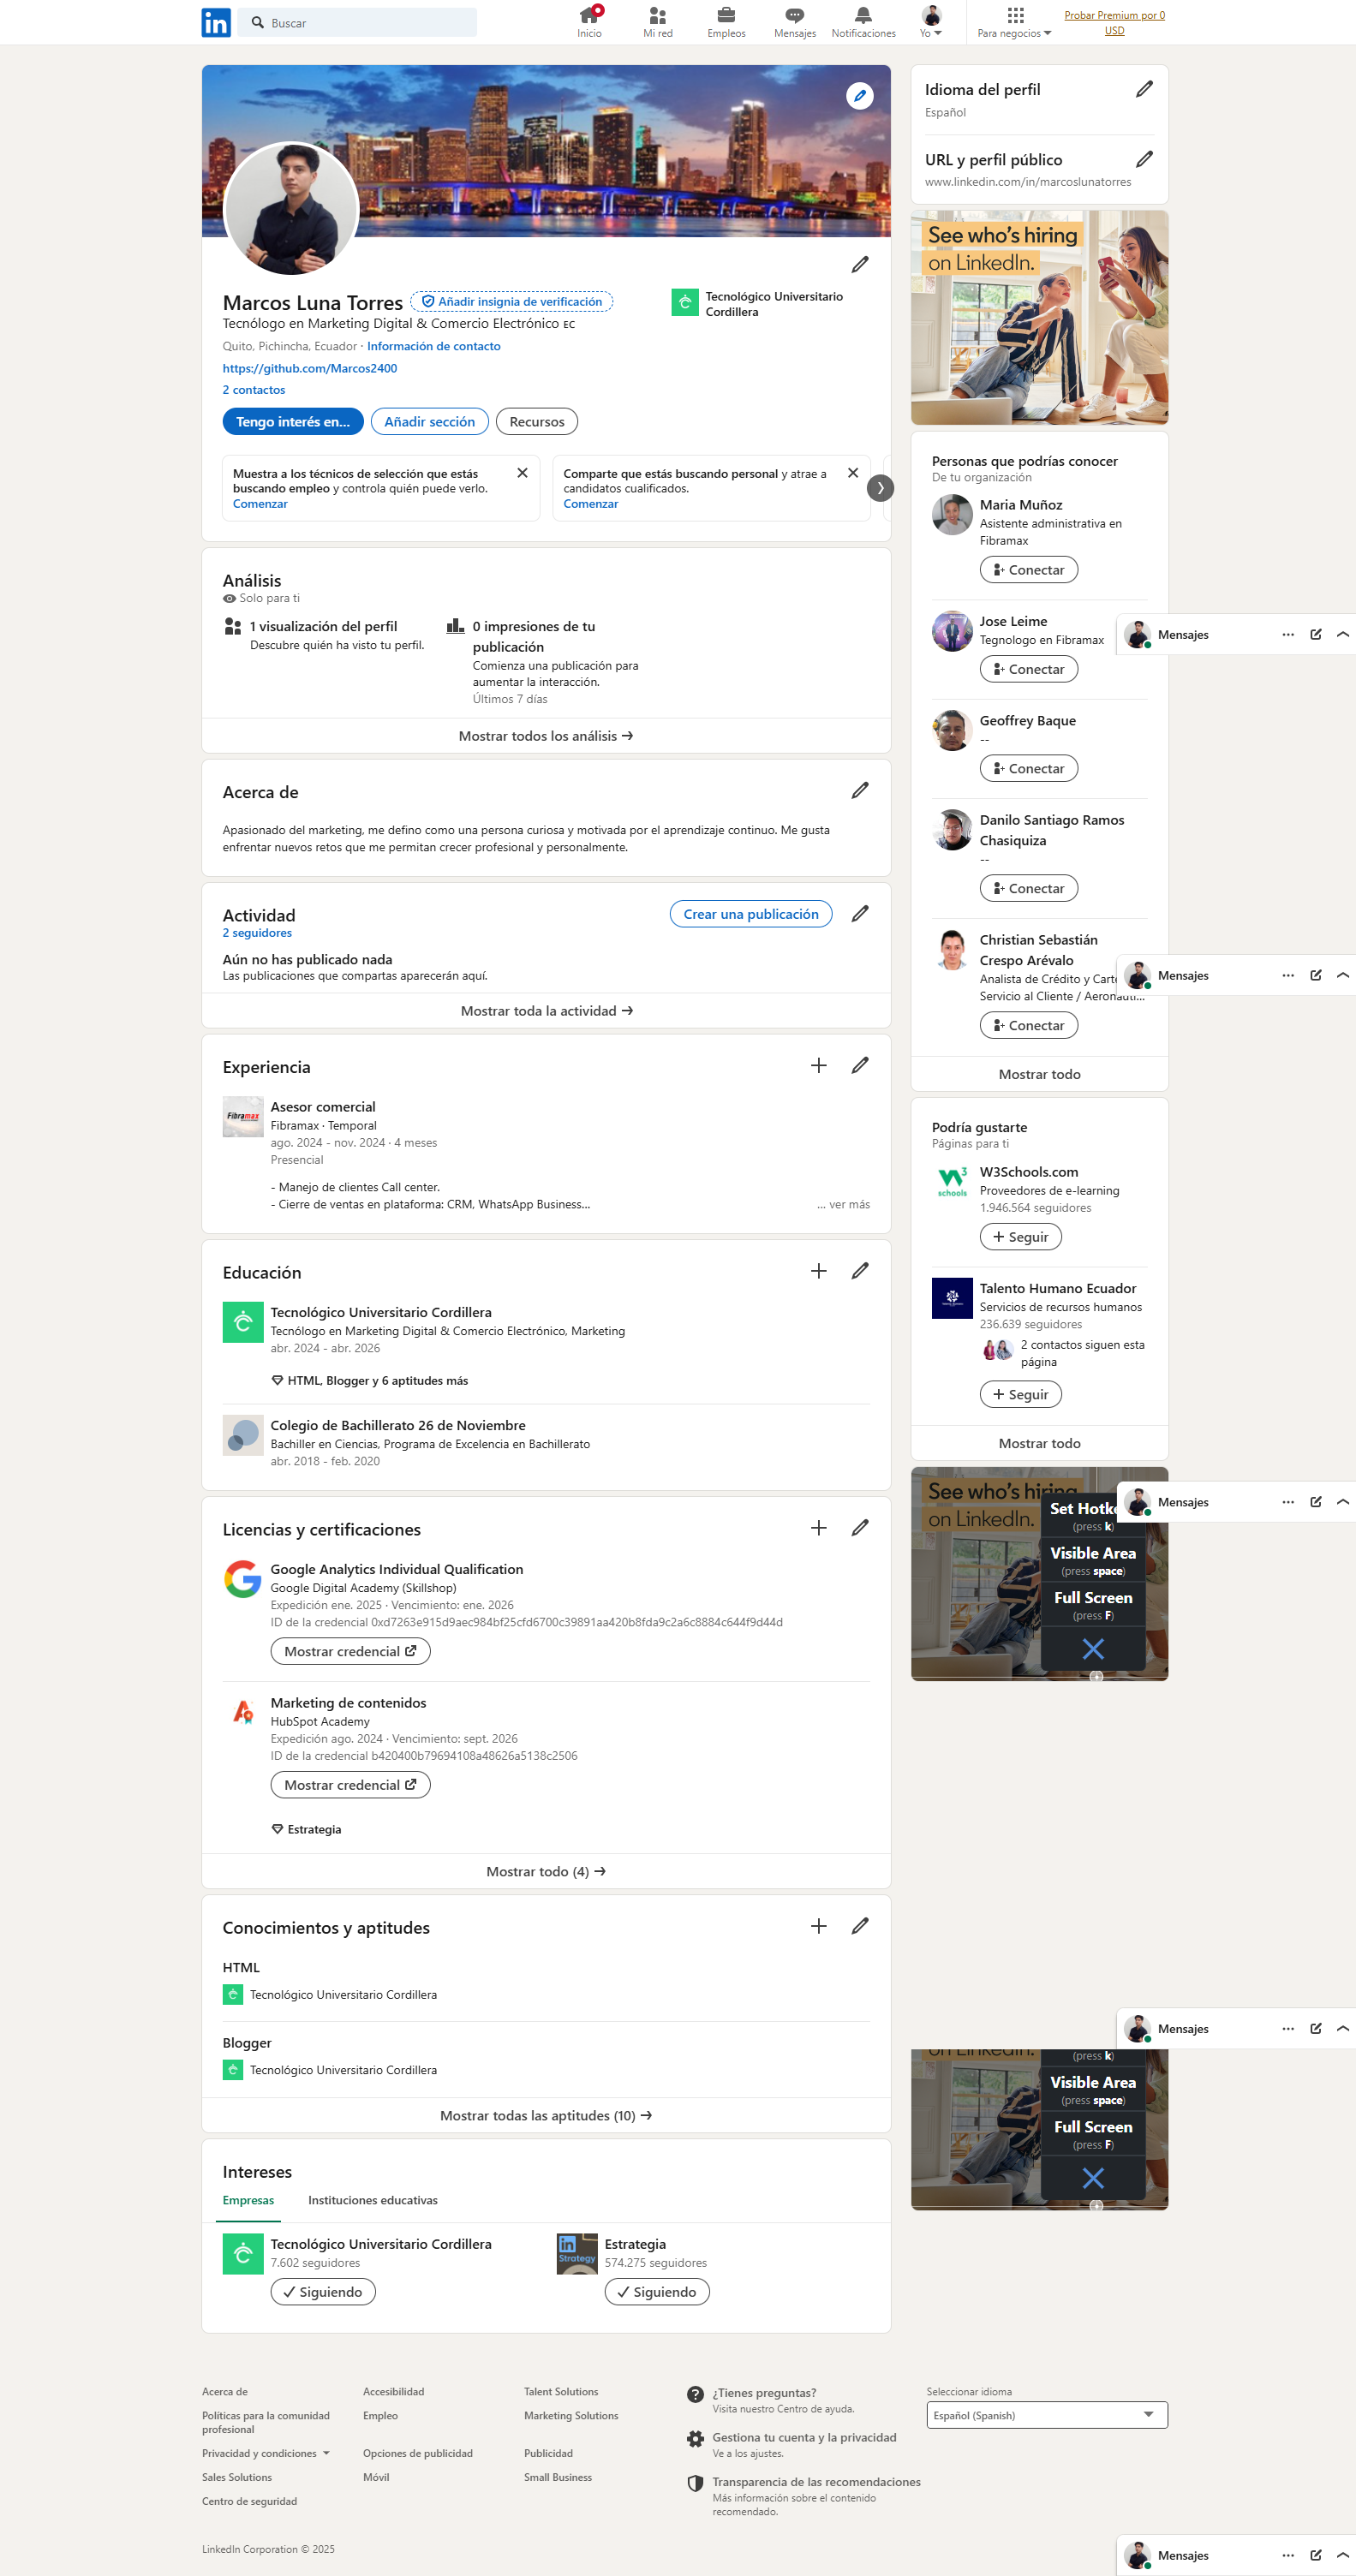 in
Buscar
Inicio
Mi red
Empleos
Mensajes
Notificaciones
Yo
Para negocios
Probar Premium por 0
USD
Marcos Luna Torres
Añadir insignia de verificación
Tecnólogo en Marketing Digital & Comercio Electrónico EC
Quito, Pichincha, Ecuador · Información de contacto
https://github.com/Marcos2400
2 contactos
Tecnológico Universitario
Cordillera
Tengo interés en...
Añadir sección
Recursos
Muestra a los técnicos de selección que estás
buscando empleo y controla quién puede verlo.
Comenzar
Comparte que estás buscando personal y atrae a
candidatos cualificados.
Comenzar
Análisis
Solo para ti
1 visualización del perfil
Descubre quién ha visto tu perfil.
0 impresiones de tu
publicación
Comienza una publicación para
aumentar la interacción.
Últimos 7 días
Mostrar todos los análisis →
Acerca de
Apasionado del marketing, me defino como una persona curiosa y motivada por el aprendizaje continuo. Me gusta
enfrentar nuevos retos que me permitan crecer profesional y personalmente.
Actividad
2 seguidores
Crear una publicación
Aún no has publicado nada
Las publicaciones que compartas aparecerán aquí.
Mostrar toda la actividad →
Experiencia
Fibramax
Asesor comercial
Fibramax · Temporal
ago. 2024 - nov. 2024 · 4 meses
Presencial
- Manejo de clientes Call center.
- Cierre de ventas en plataforma: CRM, WhatsApp Business...
... ver más
Educación
Tecnológico Universitario Cordillera
Tecnólogo en Marketing Digital & Comercio Electrónico, Marketing
abr. 2024 - abr. 2026
HTML, Blogger y 6 aptitudes más
Colegio de Bachillerato 26 de Noviembre
Bachiller en Ciencias, Programa de Excelencia en Bachillerato
abr. 2018 - feb. 2020
Licencias y certificaciones
Google Analytics Individual Qualification
Google Digital Academy (Skillshop)
Expedición ene. 2025 · Vencimiento: ene. 2026
ID de la credencial 0xd7263e915d9aec984bf25cfd6700c39891aa420b8fda9c2a6c8884c644f9d44d
Mostrar credencial
Marketing de contenidos
HubSpot Academy
Expedición ago. 2024 · Vencimiento: sept. 2026
ID de la credencial b420400b79694108a48626a5138c2506
Mostrar credencial
Estrategia
Mostrar todo (4) →
Conocimientos y aptitudes
HTML
Tecnológico Universitario Cordillera
Blogger
Tecnológico Universitario Cordillera
Mostrar todas las aptitudes (10) →
Intereses
Empresas
Instituciones educativas
Tecnológico Universitario Cordillera
7.602 seguidores
Siguiendo
in
Strategy
Estrategia
574.275 seguidores
Siguiendo
Idioma del perfil
Español
URL y perfil público
www.linkedin.com/in/marcoslunatorres
See who's hiring
on LinkedIn.
Personas que podrías conocer
De tu organización
Maria Muñoz
Asistente administrativa en
Fibramax
Conectar
Jose Leime
Tegnologo en Fibramax
Conectar
Mensajes
Geoffrey Baque
--
Conectar
Danilo Santiago Ramos
Chasiquiza
--
Conectar
Christian Sebastián
Crespo Arévalo
Analista de Crédito y Carte
Servicio al Cliente / Aeronáuti...
Conectar
Mensajes
Mostrar todo
Podría gustarte
Páginas para ti
W3
schools
W3Schools.com
Proveedores de e-learning
1.946.564 seguidores
Seguir
Talento Humano Ecuador
Servicios de recursos humanos
236.639 seguidores
2 contactos siguen esta
página
Seguir
Mostrar todo
See who's hiring
on LinkedIn.
Set Hotke
(press k)
Visible Area
(press space)
Full Screen
(press F)
Mensajes
Mensajes
on LinkedIn.
(press k)
Visible Area
(press space)
Full Screen
(press F)
Acerca de
Accesibilidad
Talent Solutions
Políticas para la comunidad
profesional
Empleo
Marketing Solutions
Privacidad y condiciones
Opciones de publicidad
Publicidad
Sales Solutions
Móvil
Small Business
Centro de seguridad
¿Tienes preguntas?
Visita nuestro Centro de ayuda.
Gestiona tu cuenta y la privacidad
Ve a los ajustes.
Transparencia de las recomendaciones
Más información sobre el contenido
recomendado.
Seleccionar idioma
Español (Spanish)
LinkedIn Corporation © 2025
Mensajes